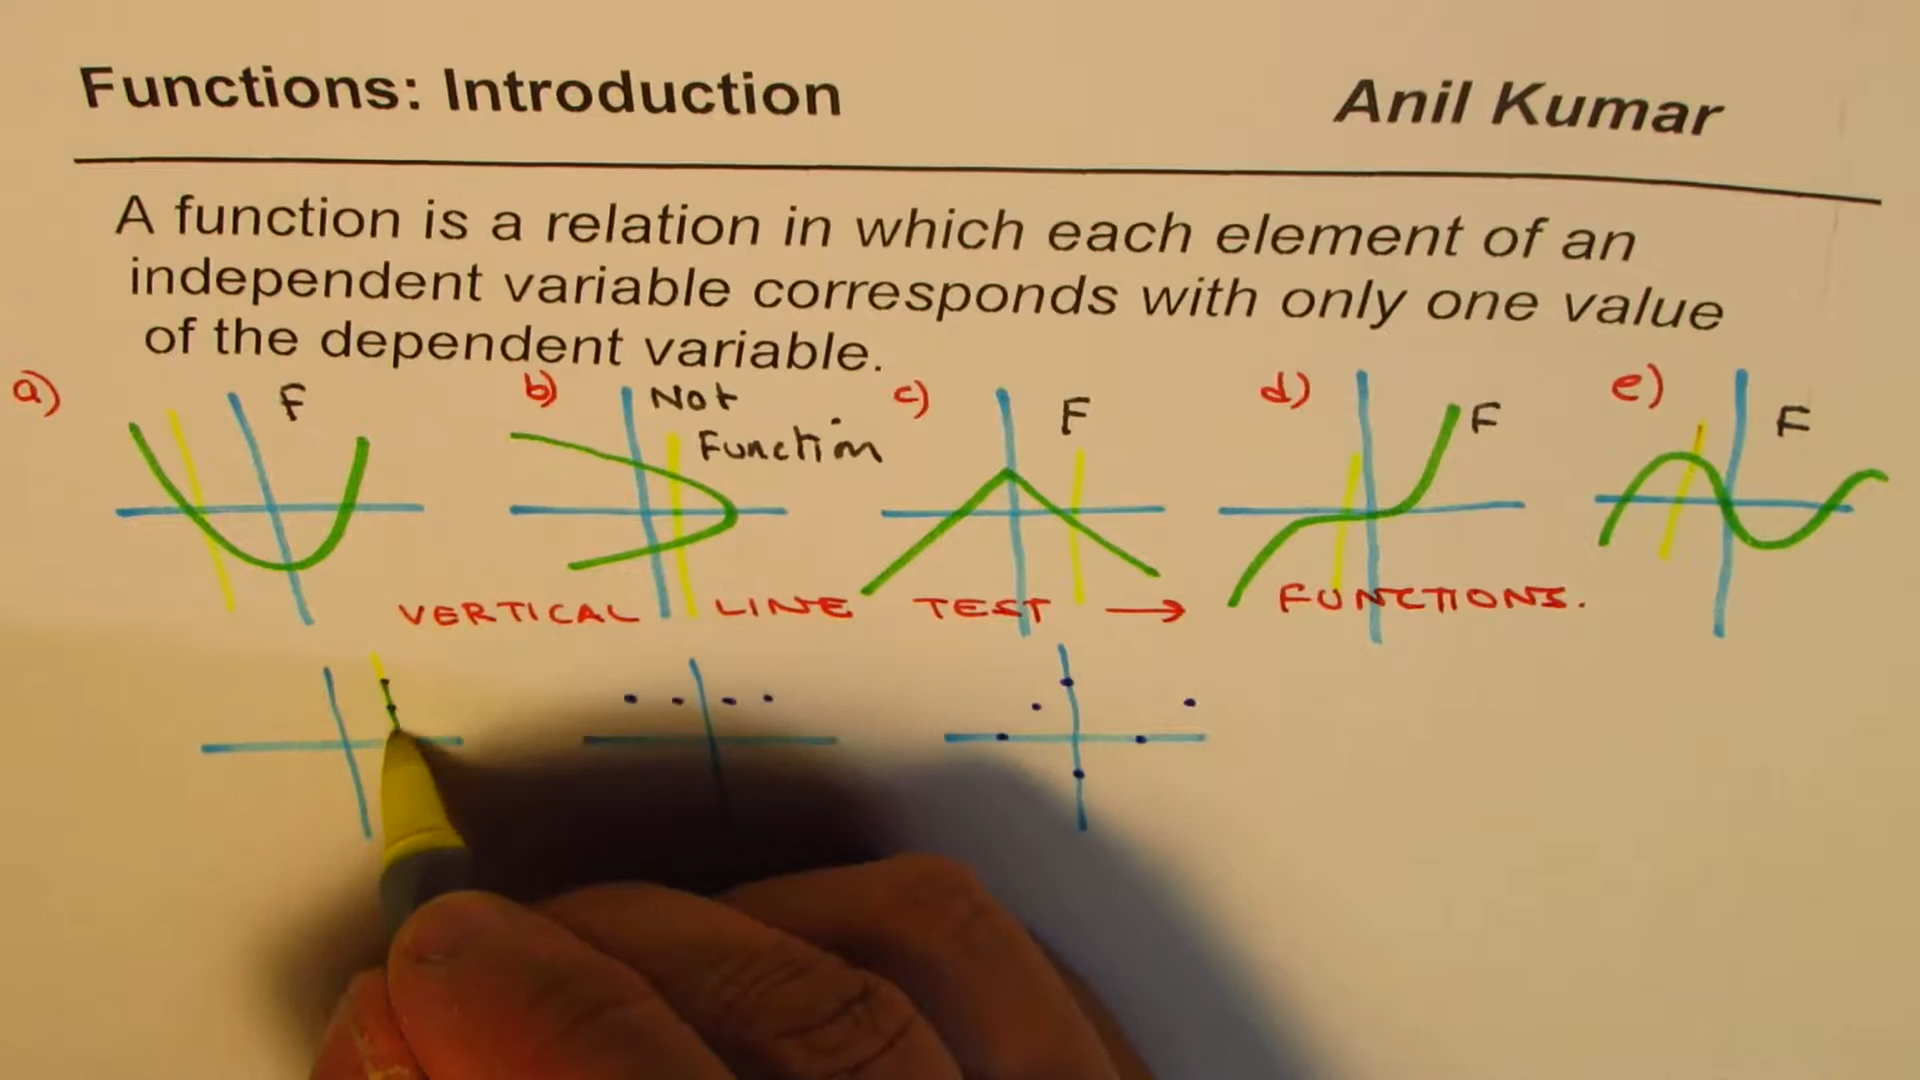 Functions: Introduction
Anil Kumar
A function is a relation in which each element of an
independent variable corresponds with only one value
of the dependent variable.
a) F
b) Not
Function
c) F
d) F
e) F
VERTICAL LINE TEST → FUNCTIONS.